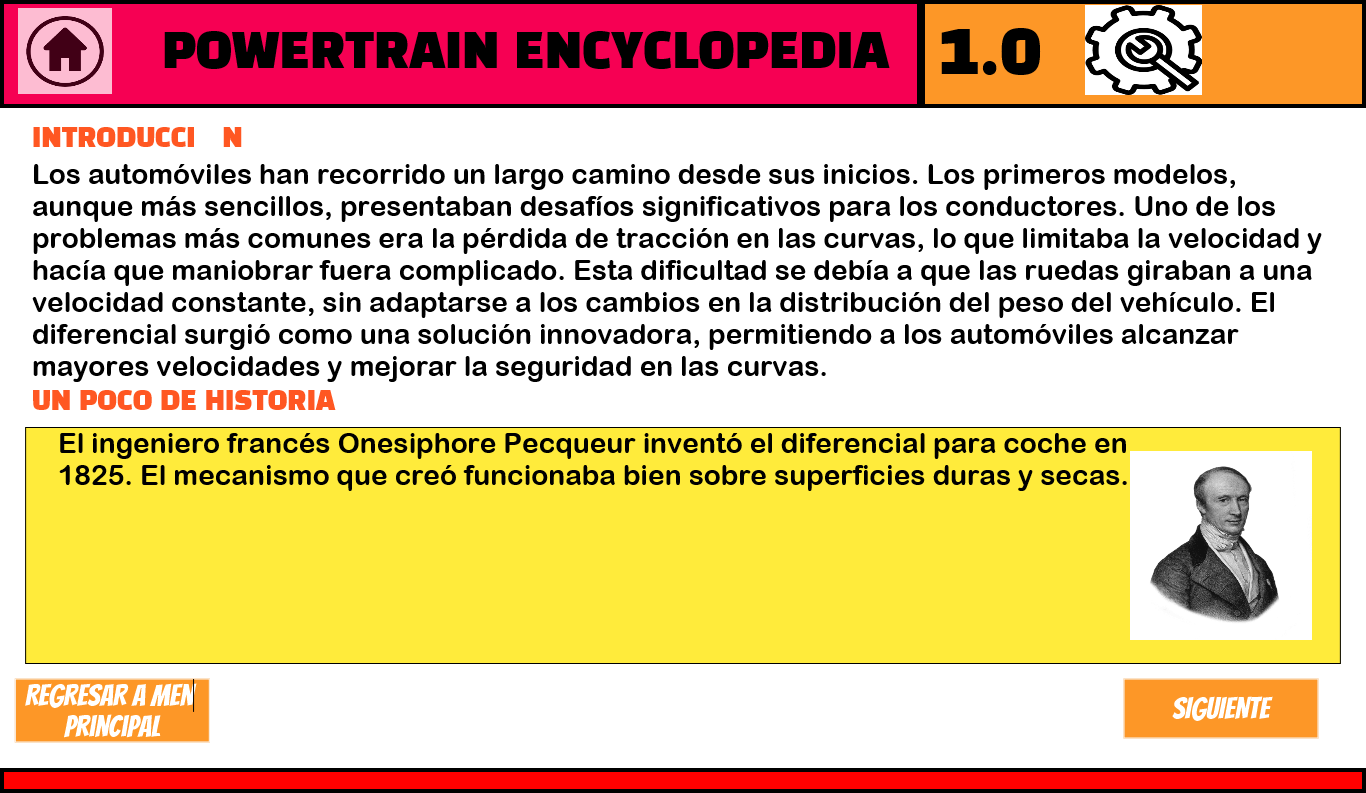 POWERTRAIN ENCYCLOPEDIA 1.0
INTRODUCCI N
Los automóviles han recorrido un largo camino desde sus inicios. Los primeros modelos,
aunque más sencillos, presentaban desafíos significativos para los conductores. Uno de los
problemas más comunes era la pérdida de tracción en las curvas, lo que limitaba la velocidad y
hacía que maniobrar fuera complicado. Esta dificultad se debía a que las ruedas giraban a una
velocidad constante, sin adaptarse a los cambios en la distribución del peso del vehículo. El
diferencial surgió como una solución innovadora, permitiendo a los automóviles alcanzar
mayores velocidades y mejorar la seguridad en las curvas.
UN POCO DE HISTORIA
El ingeniero francés Onesiphore Pecqueur inventó el diferencial para coche en
1825. El mecanismo que creó funcionaba bien sobre superficies duras y secas.
REGRESAR A MEN
PRINCIPAL
SIGUIENTE